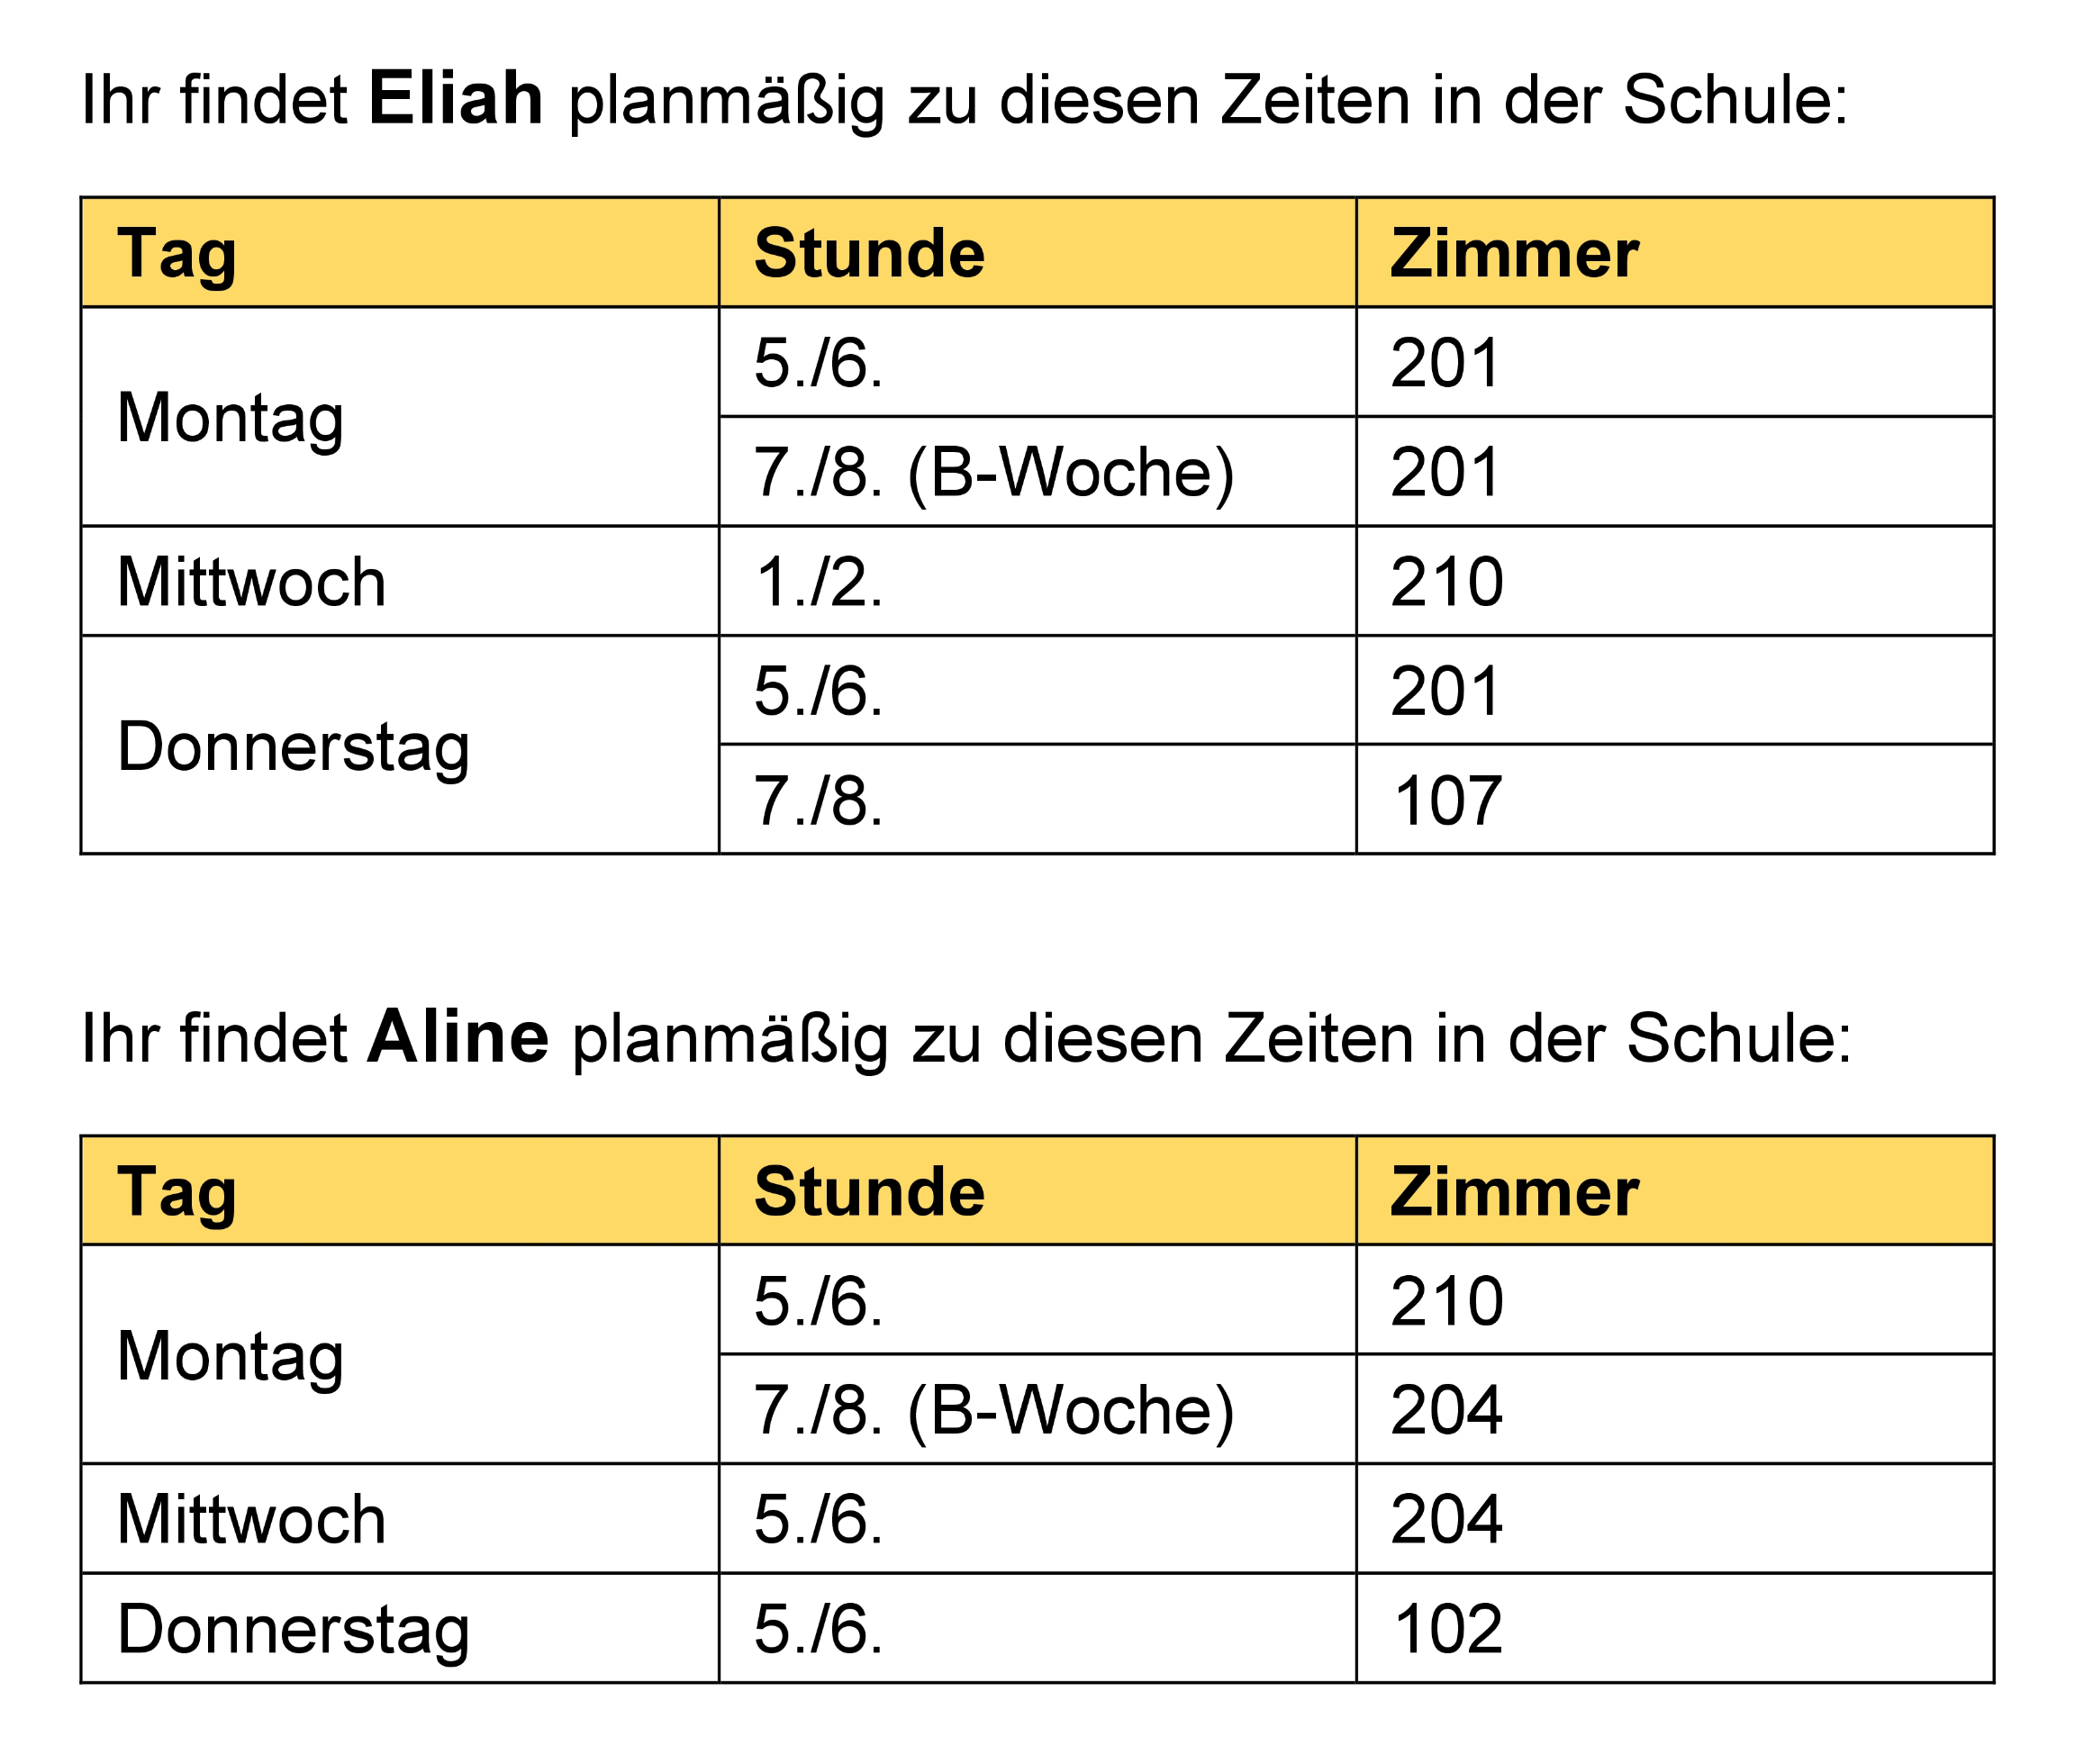 Ihr findet Eliah planmäßig zu diesen Zeiten in der Schule:
Tag Stunde Zimmer
Montag 5./6. 201
7./8. (B-Woche) 201
Mittwoch 1./2. 210
Donnerstag 5./6. 201
7./8. 107
Ihr findet Aline planmäßig zu diesen Zeiten in der Schule:
Tag Stunde Zimmer
Montag 5./6. 210
7./8. (B-Woche) 204
Mittwoch 5./6. 204
Donnerstag 5./6. 102